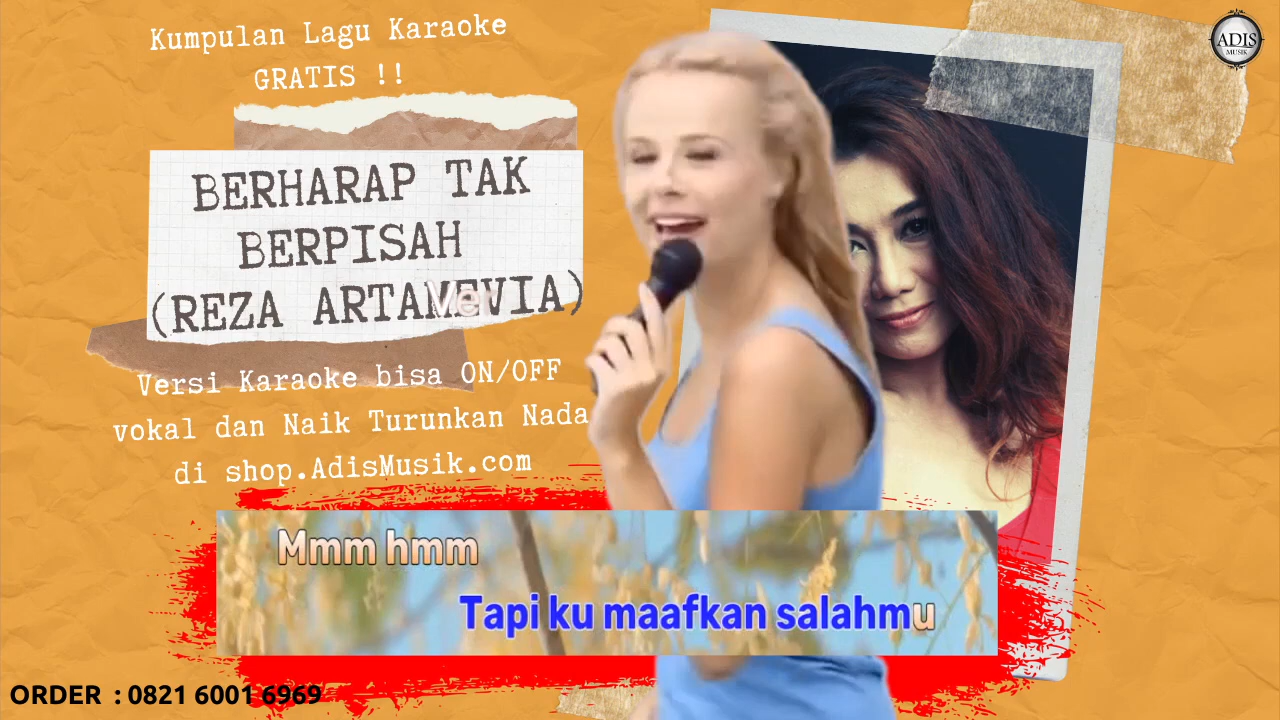 Kumpulan Lagu Karaoke
GRATIS !!
ADIS
MUSIK
BERHARAP TAK
BERPISAH
(REZA ARTAMEVIA)
Versi Karaoke bisa ON/OFF
vokal dan Naik Turunkan Nada
di shop.AdisMusik.com
Mmm hmm
Tapi ku maafkan salahmu
ORDER : 0821 6001 6969